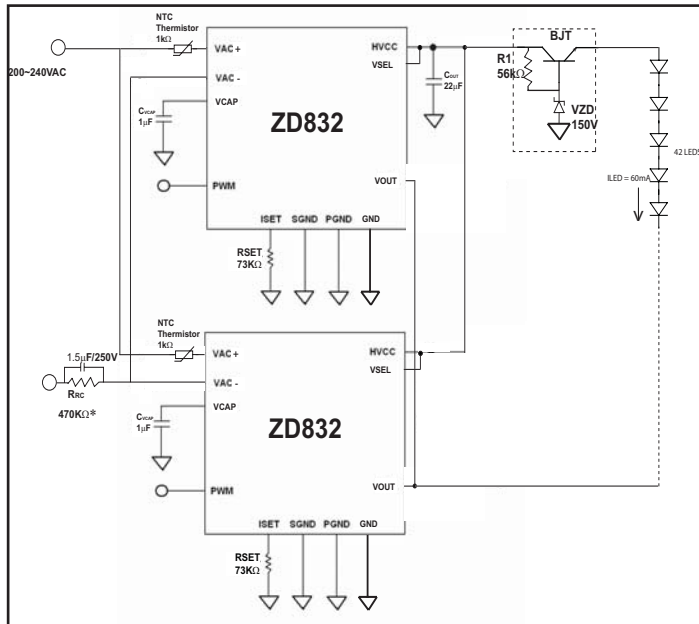 NTC
Thermistor
1kΩ
200~240VAC
VAC+
VAC -
VCAP
CVCAP
1µF
ZD832
PWM
HVCC
VSEL
COUT
22µF
VOUT
ISET SGND PGND GND
RSET
73KΩ
BJT
R1
56kΩ
VZD
150V
42 LEDS
ILED = 60mA
NTC
Thermistor
1kΩ
1.5µF/250V
RRC
470KΩ*
VAC+
VAC -
VCAP
CVCAP
1µF
ZD832
PWM
HVCC
VSEL
VOUT
ISET SGND PGND GND
RSET
73KΩ